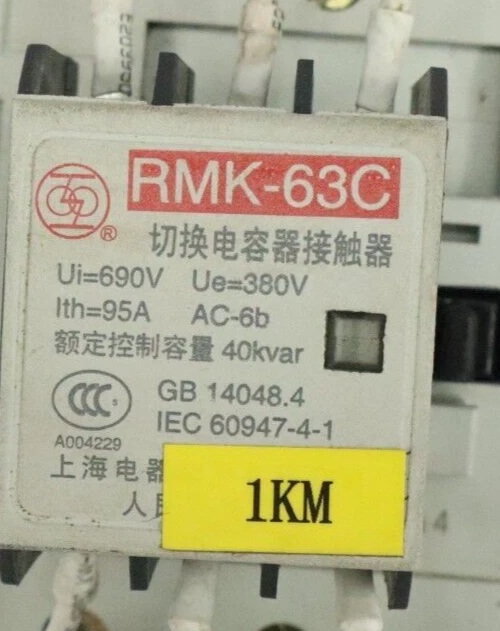 RMK-63C
®
切换电容器接触器
Ui=690V Ue=380V
Ith=95A AC-6b
额定控制容量 40kvar
CCC S
GB 14048.4
IEC 60947-4-1
A004229
上海电器
人民
1KM
4